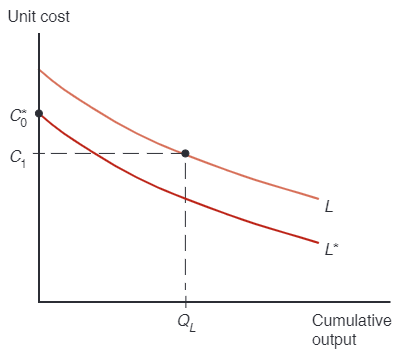 Unit cost
C*0
C1
L
L*
QL
Cumulative
output